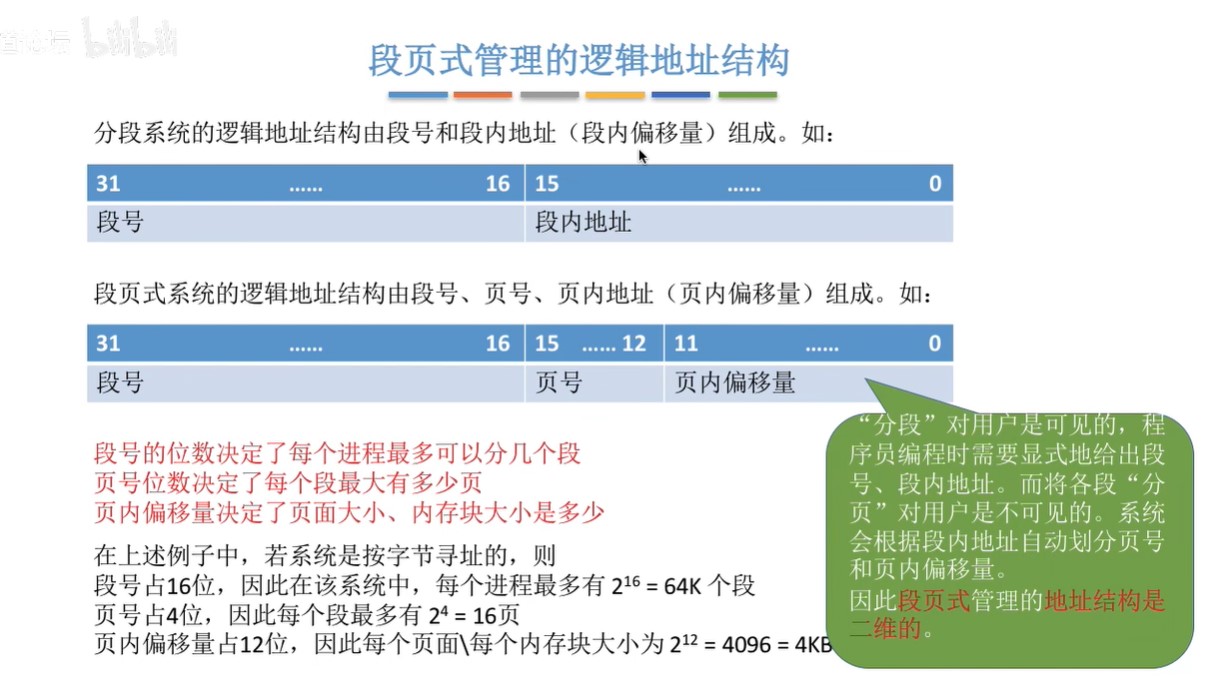 bilibili
段页式管理的逻辑地址结构
分段系统的逻辑地址结构由段号和段内地址（段内偏移量）组成。如：
31 …… 16 15 …… 0
段号 段内地址
段页式系统的逻辑地址结构由段号、页号、页内地址（页内偏移量）组成。如：
31 …… 16 15 …… 12 11 …… 0
段号 页号 页内偏移量
段号的位数决定了每个进程最多可以分几个段
页号位数决定了每个段最大有多少页
页内偏移量决定了页面大小、内存块大小是多少
在上述例子中，若系统是按字节寻址的，则
段号占16位，因此在该系统中，每个进程最多有 2¹⁶ = 64K 个段
页号占4位，因此每个段最多有 2⁴ = 16页
页内偏移量占12位，因此每个页面\每个内存块大小为 2¹² = 4096 = 4KB
“分段”对用户是可见的，程
序员编程时需要显式地给出段
号、段内地址。而将各段“分
页”对用户是不可见的。系统
会根据段内地址自动划分页号
和页内偏移量。
因此段页式管理的地址结构是
二维的。